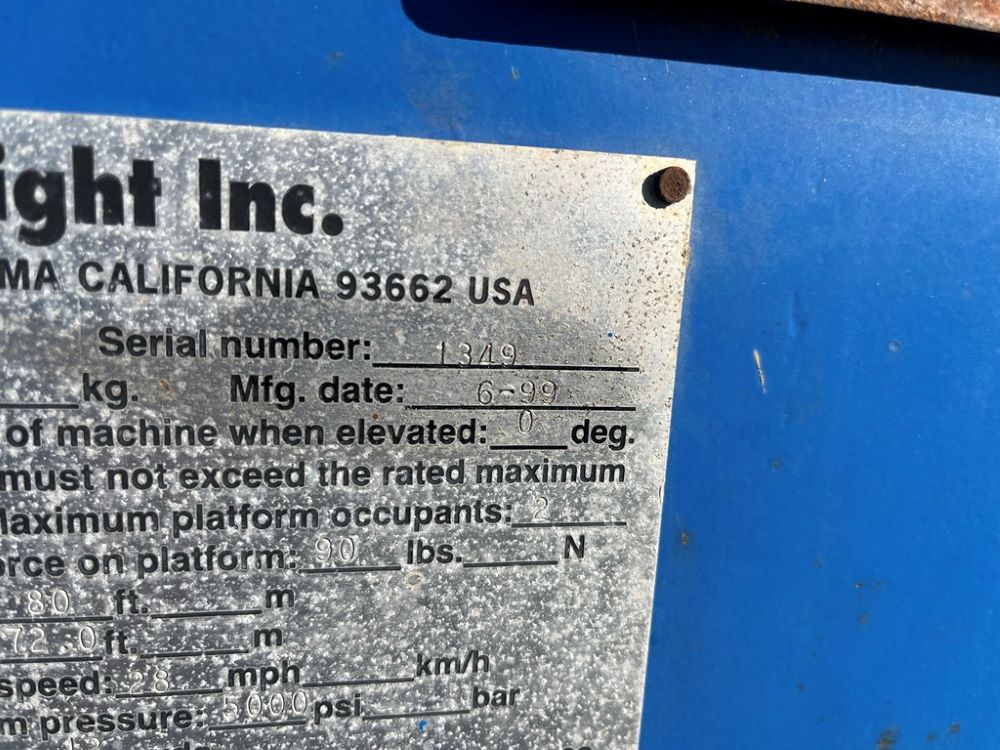 ight Inc.
MA CALIFORNIA 93662 USA
Serial number: 1349
kg. Mfg. date: 6-99
of machine when elevated: 0 deg.
must not exceed the rated maximum
Maximum platform occupants: 2
orce on platform: 90 lbs. N
80 ft. m
72.0 ft. m
speed: 28 mph km/h
m pressure: 5000 psi bar